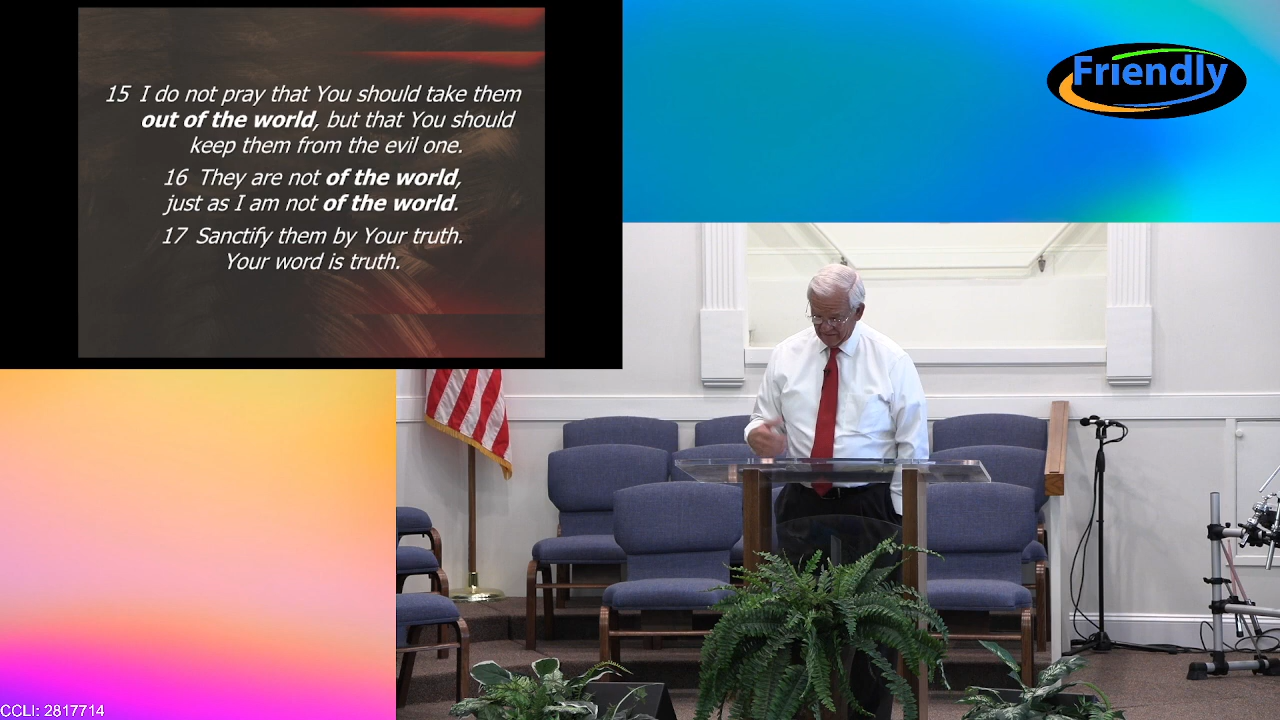 15 I do not pray that You should take them
out of the world, but that You should
keep them from the evil one.
16 They are not of the world,
just as I am not of the world.
17 Sanctify them by Your truth.
Your word is truth.
Friendly
CCLI: 2817714